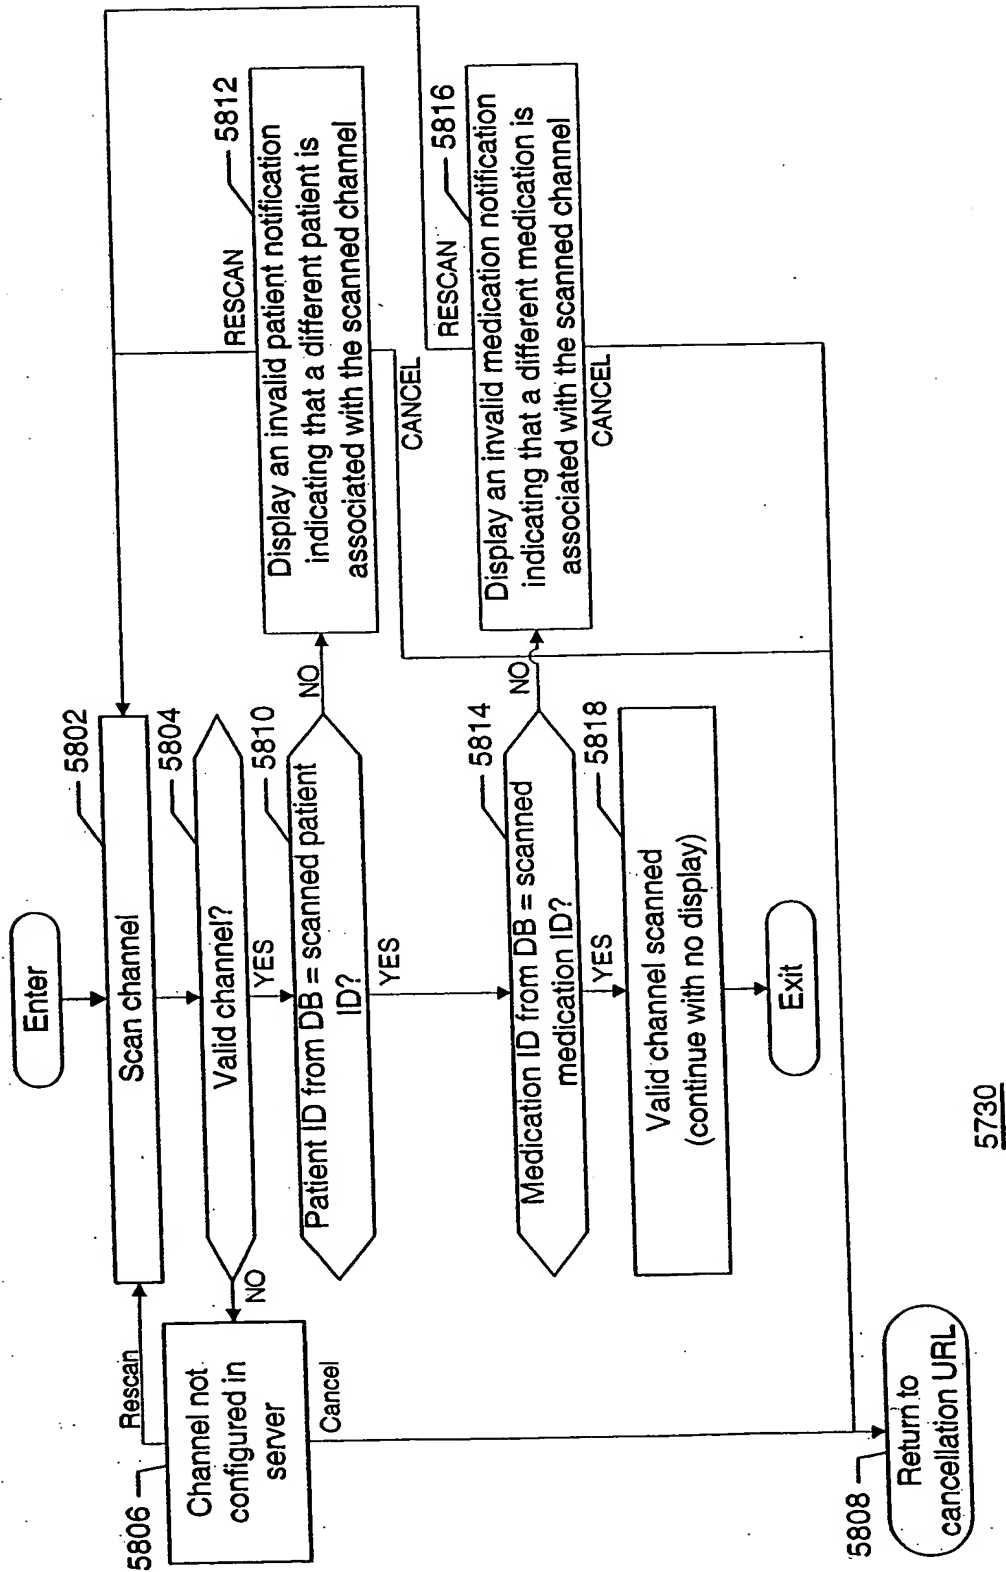 Enter
Scan channel
5802
Rescan
Valid channel?
5804
NO
YES
5806
Channel not
configured in
server
Cancel
Patient ID from DB = scanned patient
ID?
5810
NO
YES
RESCAN
5812
Display an invalid patient notification
indicating that a different patient is
associated with the scanned channel
CANCEL
Medication ID from DB = scanned
medication ID?
5814
NO
YES
RESCAN
5816
Display an invalid medication notification
indicating that a different medication is
associated with the scanned channel
CANCEL
Valid channel scanned
(continue with no display)
5818
Exit
5808
Return to
cancellation URL
5730